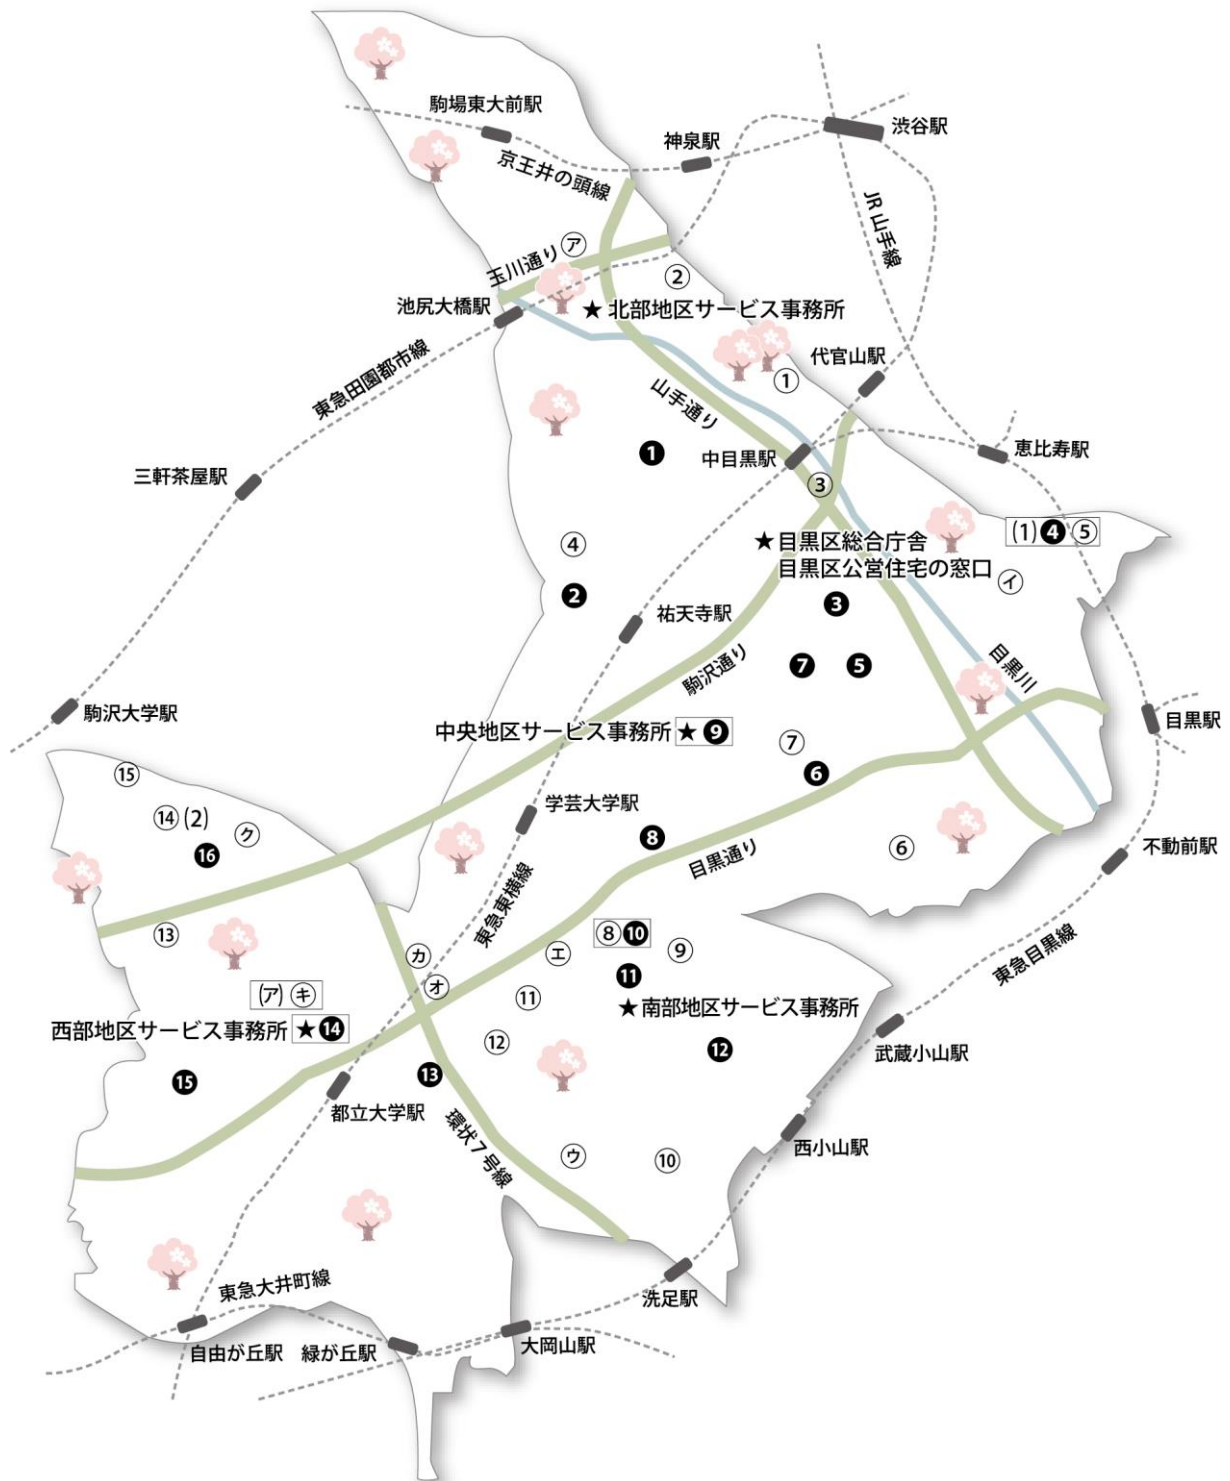 駒場東大前駅
神泉駅
渋谷駅
京王井の頭線
JR山手線
玉川通り
㋐
②
池尻大橋駅
★北部地区サービス事務所
東急田園都市線
代官山駅
①
山手通り
❶
中目黒駅
恵比寿駅
三軒茶屋駅
③
⑴❹⑤
④
★目黒区総合庁舎
目黒区公営住宅の窓口
㋑
❷
❸
祐天寺駅
❼
❺
目黒川
駒沢通り
駒沢大学駅
目黒駅
中央地区サービス事務所
★❾
⑦
❻
⑮
⑭⑵
㋗
学芸大学駅
❽
目黒通り
⑥
不動前駅
⓰
東急東横線
⑬
㋕
㋓
⑧❿
⑨
東急目黒線
(ア)㋖
㋔
⑪
⓫
西部地区サービス事務所
★⓮
★南部地区サービス事務所
武蔵小山駅
⑫
⓬
⓯
⓭
都立大学駅
環状7号線
西小山駅
㋒
⑩
東急大井町線
洗足駅
自由が丘駅
緑が丘駅
大岡山駅